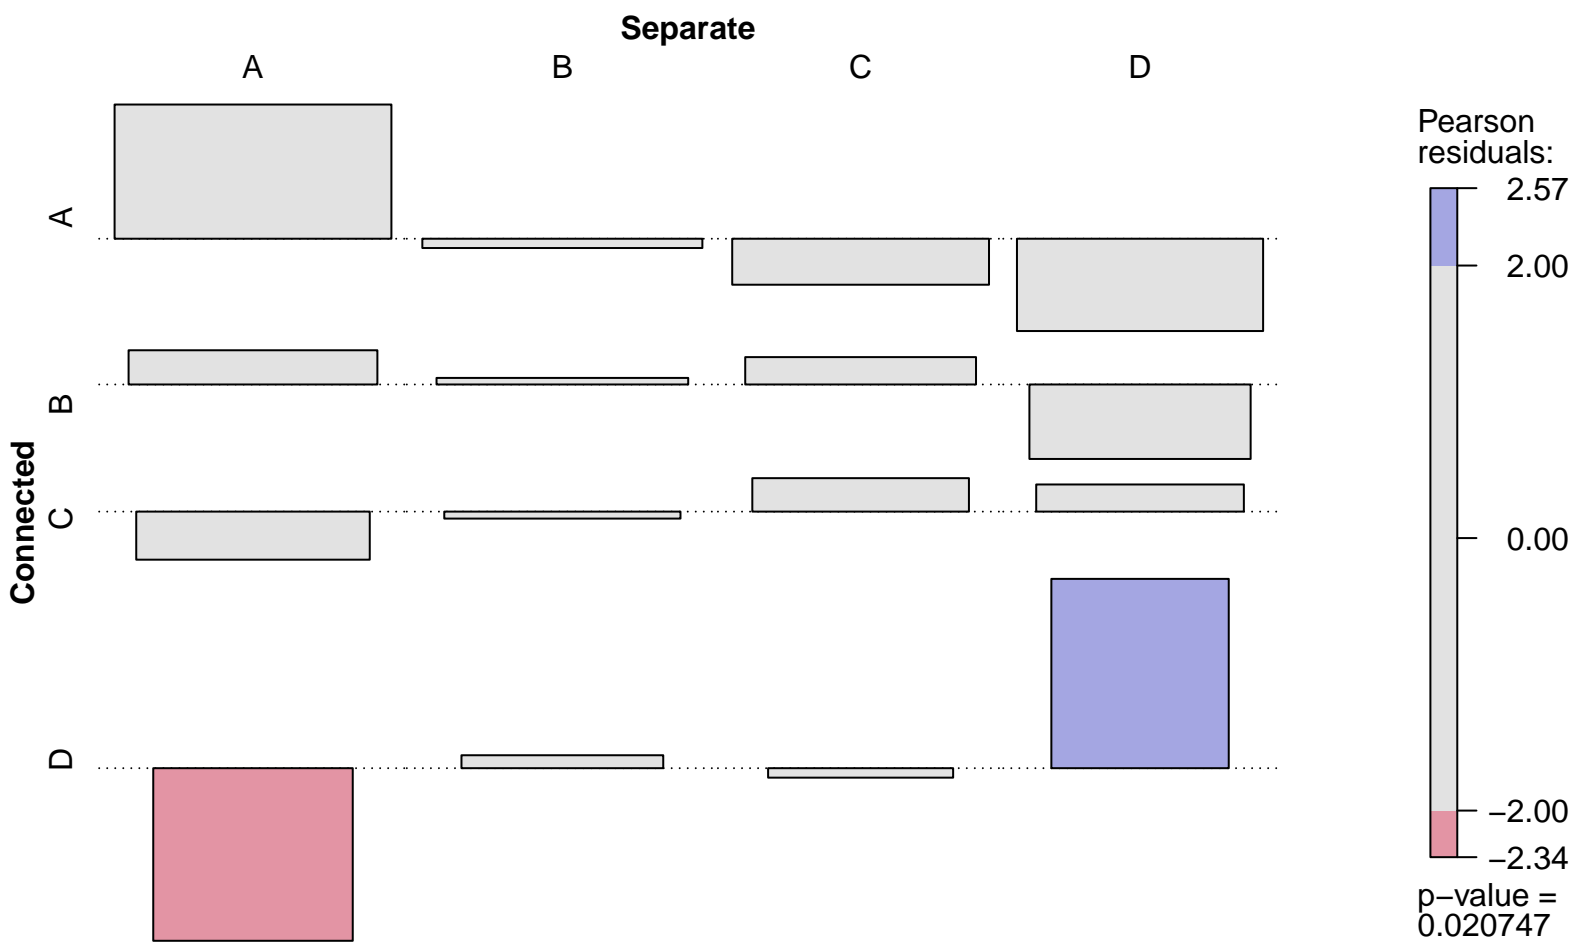 Separate
A B C D
A
B
C
D
Connected
Pearson
residuals:
2.57
2.00
0.00
−2.00
−2.34
p−value =
0.020747